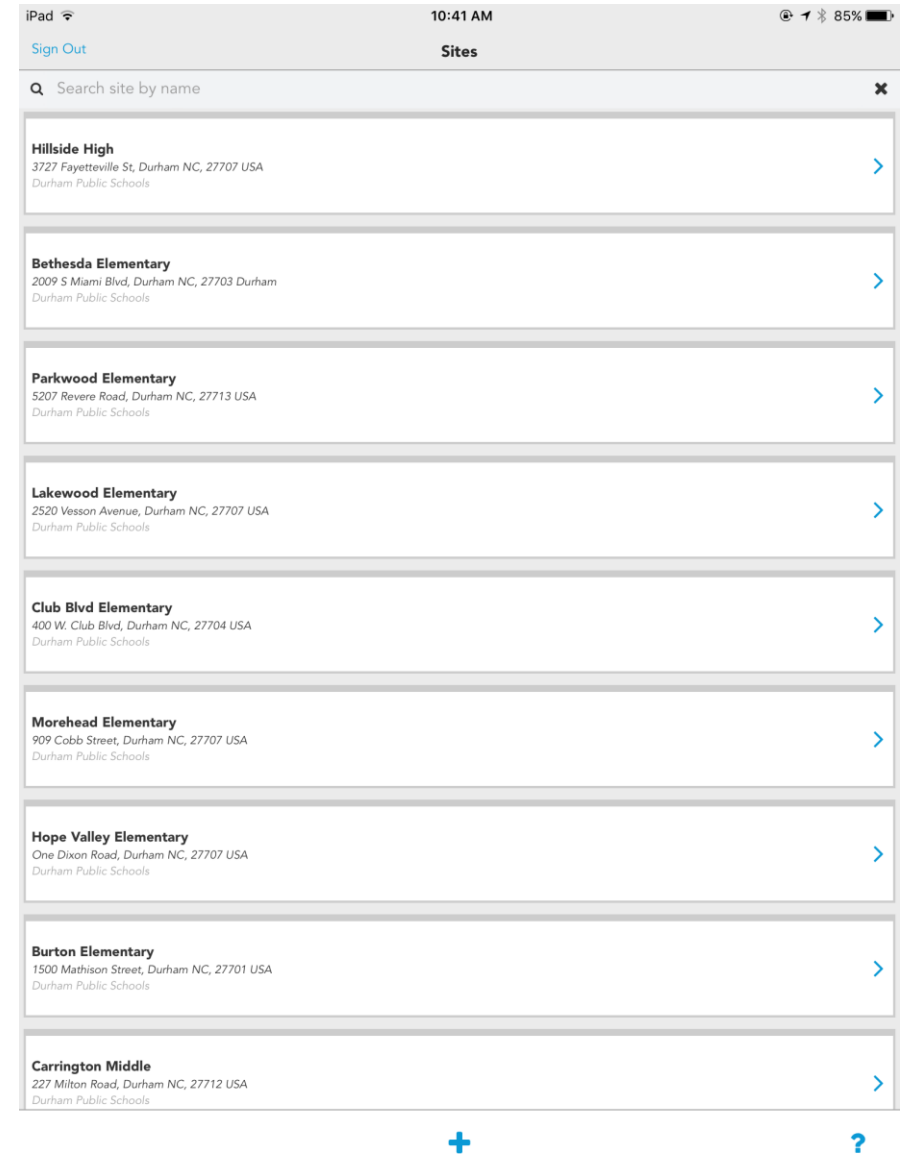 iPad 10:41 AM 85%
Sign Out Sites
Search site by name
Hillside High
3727 Fayetteville St, Durham NC, 27707 USA
Durham Public Schools
Bethesda Elementary
2009 S Miami Blvd, Durham NC, 27703 Durham
Durham Public Schools
Parkwood Elementary
5207 Revere Road, Durham NC, 27713 USA
Durham Public Schools
Lakewood Elementary
2520 Vesson Avenue, Durham NC, 27707 USA
Durham Public Schools
Club Blvd Elementary
400 W. Club Blvd, Durham NC, 27704 USA
Durham Public Schools
Morehead Elementary
909 Cobb Street, Durham NC, 27707 USA
Durham Public Schools
Hope Valley Elementary
One Dixon Road, Durham NC, 27707 USA
Durham Public Schools
Burton Elementary
1500 Mathison Street, Durham NC, 27701 USA
Durham Public Schools
Carrington Middle
227 Milton Road, Durham NC, 27712 USA
Durham Public Schools
+ ?